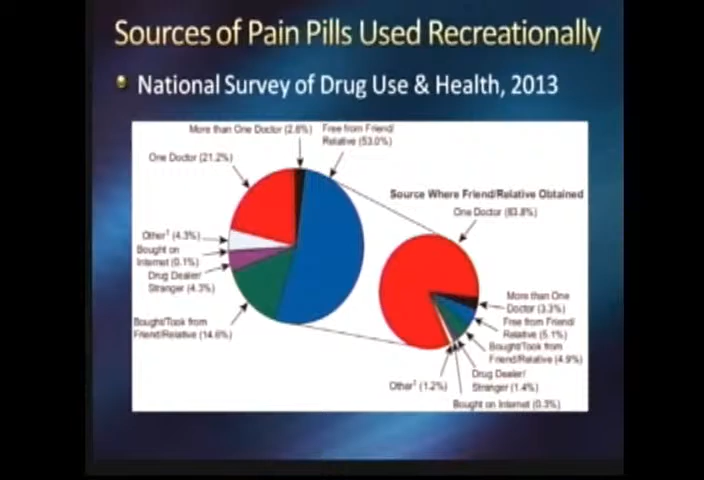 Sources of Pain Pills Used Recreationally
National Survey of Drug Use & Health, 2013
More than One Doctor (2.6%)
Free from Friend/
Relative (53.0%)
One Doctor (21.2%)
Other¹ (4.3%)
Bought on
Internet (0.1%)
Drug Dealer/
Stranger (4.3%)
Bought/Took from
Friend/Relative (14.6%)
Source Where Friend/Relative Obtained
One Doctor (83.8%)
More than One
Doctor (3.3%)
Free from Friend/
Relative (5.1%)
Bought/Took from
Friend/Relative (4.9%)
Drug Dealer/
Stranger (1.4%)
Other¹ (1.2%)
Bought on Internet (0.3%)